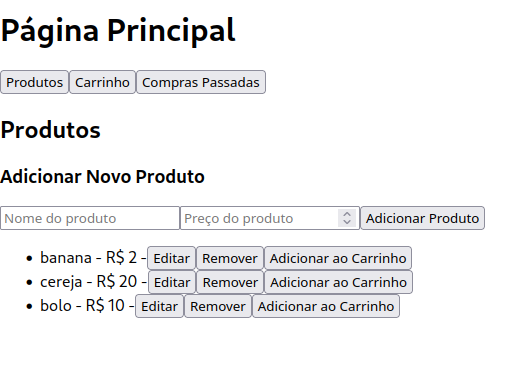 Página Principal
Produtos Carrinho Compras Passadas
Produtos
Adicionar Novo Produto
Nome do produto Preço do produto Adicionar Produto
banana - R$ 2 - Editar Remover Adicionar ao Carrinho
cereja - R$ 20 - Editar Remover Adicionar ao Carrinho
bolo - R$ 10 - Editar Remover Adicionar ao Carrinho